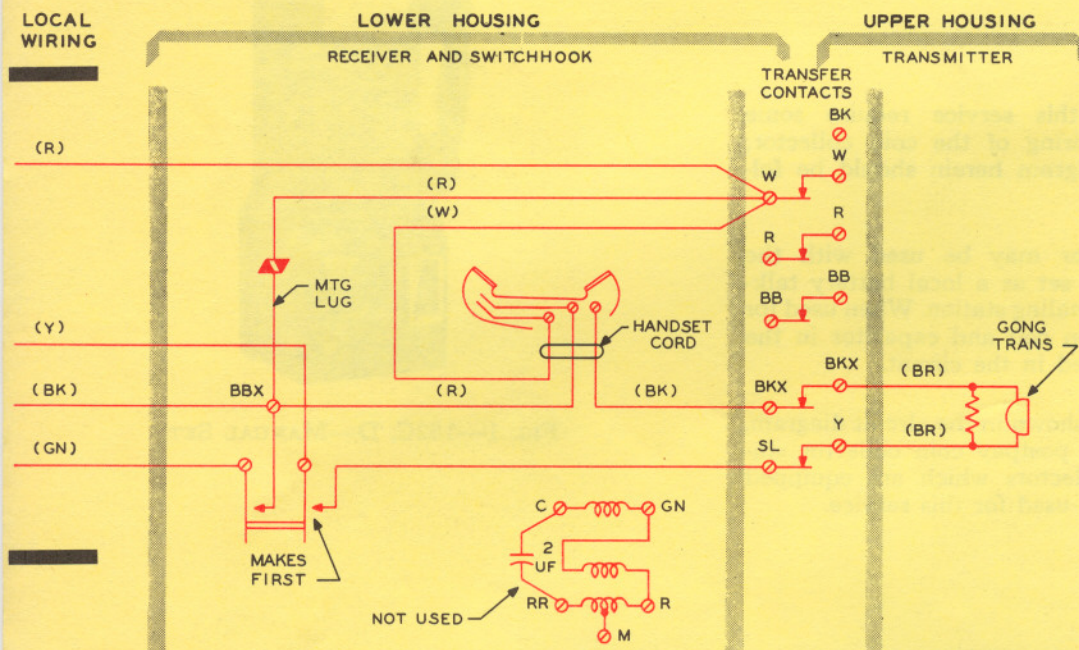 LOCAL
WIRING
LOWER HOUSING
UPPER HOUSING
RECEIVER AND SWITCHHOOK
TRANSMITTER
TRANSFER
CONTACTS
BK
(R)
W
W
(R)
(W)
R
R
MTG
LUG
BB
BB
(Y)
HANDSET
CORD
GONG
TRANS
(BK)
BBX
(R)
(BK)
BKX
BKX
(BR)
(GN)
SL
Y
(BR)
C
GN
2
UF
MAKES
FIRST
NOT USED
RR
R
M